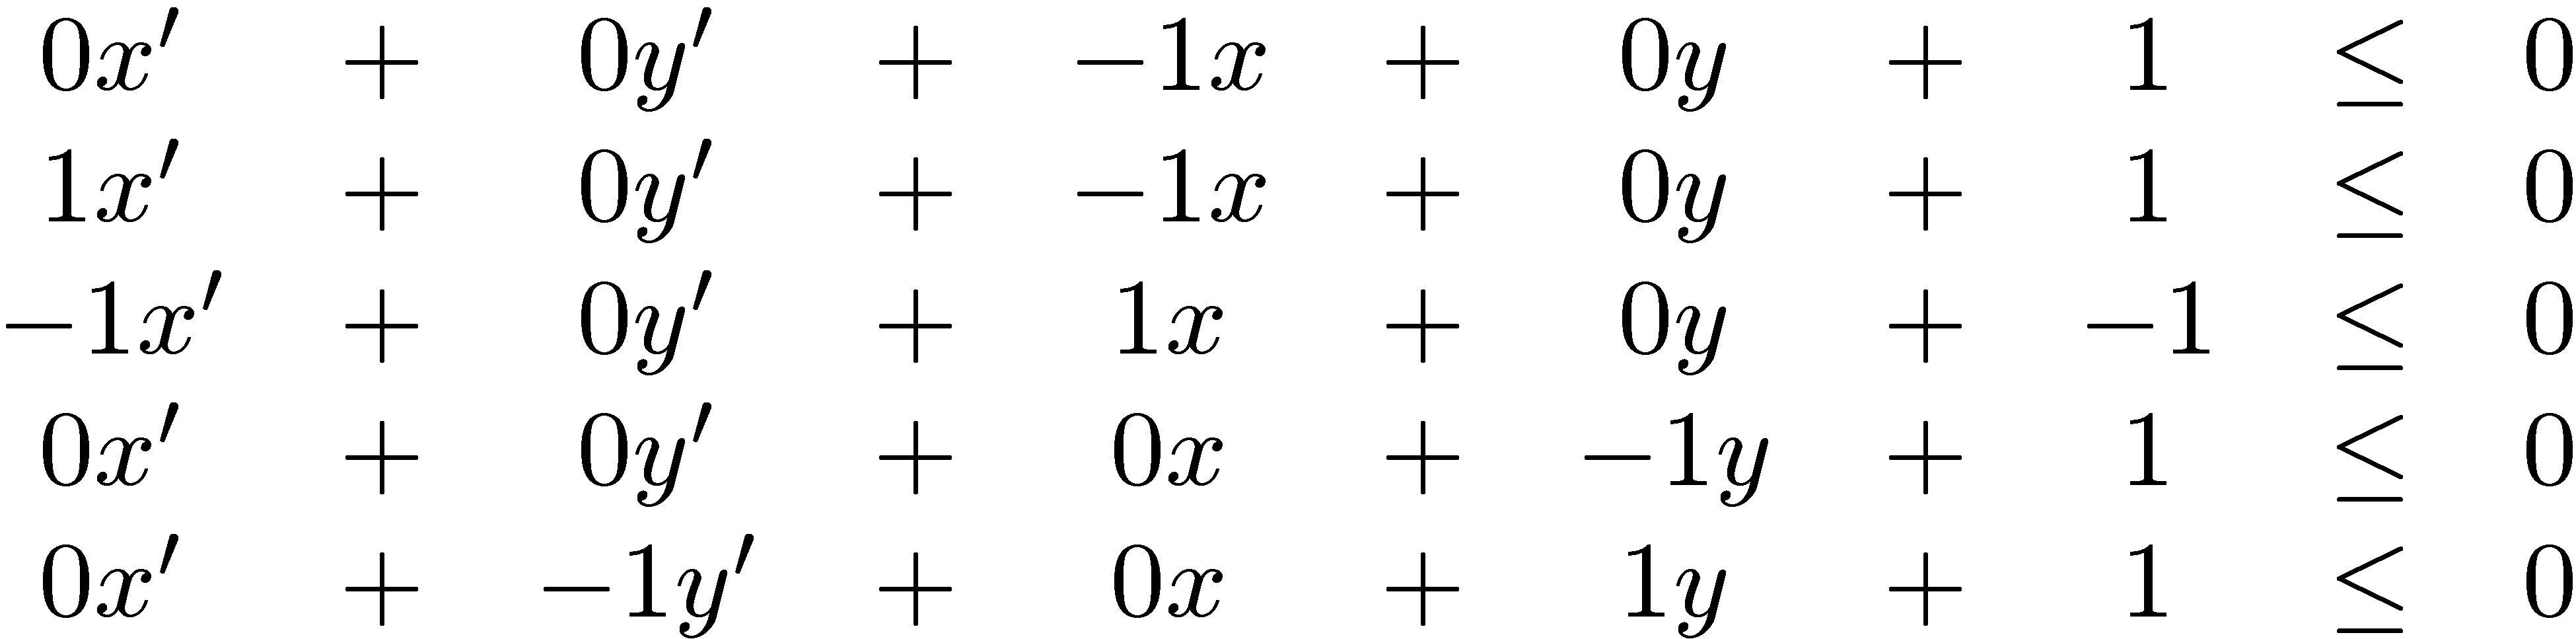 0x′ + 0y′ + −1x + 0y + 1 ≤ 0
1x′ + 0y′ + −1x + 0y + 1 ≤ 0
−1x′ + 0y′ + 1x + 0y + −1 ≤ 0
0x′ + 0y′ + 0x + −1y + 1 ≤ 0
0x′ + −1y′ + 0x + 1y + 1 ≤ 0